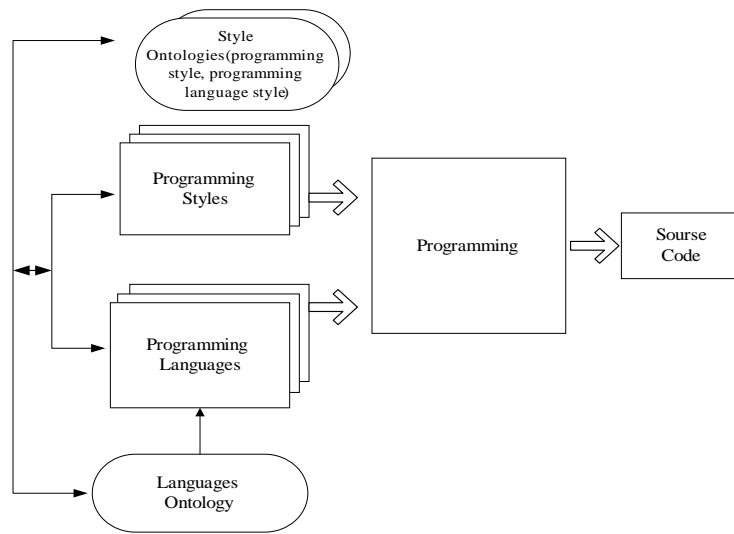 Style
Ontologies(programming
style, programming
language style)
Programming
Styles
Programming
Sourse
Code
Programming
Languages
Languages
Ontology